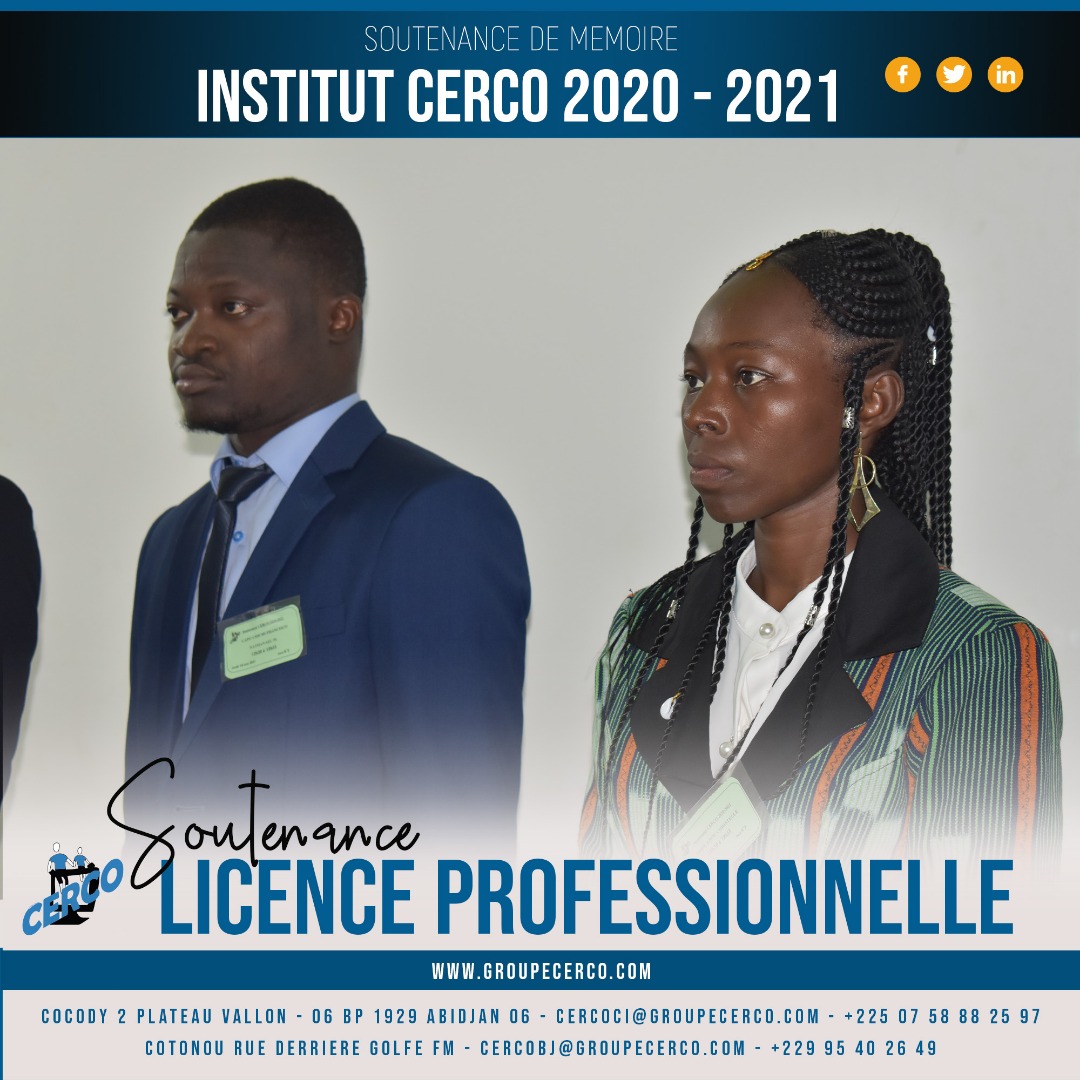 SOUTENANCE DE MEMOIRE
INSTITUT CERCO 2020 - 2021
Soutenance
CERCO
LICENCE PROFESSIONNELLE
WWW.GROUPECERCO.COM
COCODY 2 PLATEAU VALLON - 06 BP 1929 ABIDJAN 06 - CERCOCI@GROUPECERCO.COM - +225 07 58 88 25 97
COTONOU RUE DERRIERE GOLFE FM - CERCOBJ@GROUPECERCO.COM - +229 95 40 26 49